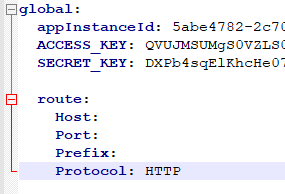 global:
appInstanceId: 5abe4782-2c70
ACCESS_KEY: QVUJMSUMgS0VZLS0
SECRET_KEY: DXPb4sqElKhcHe07
route:
Host:
Port:
Prefix:
Protocol: HTTP